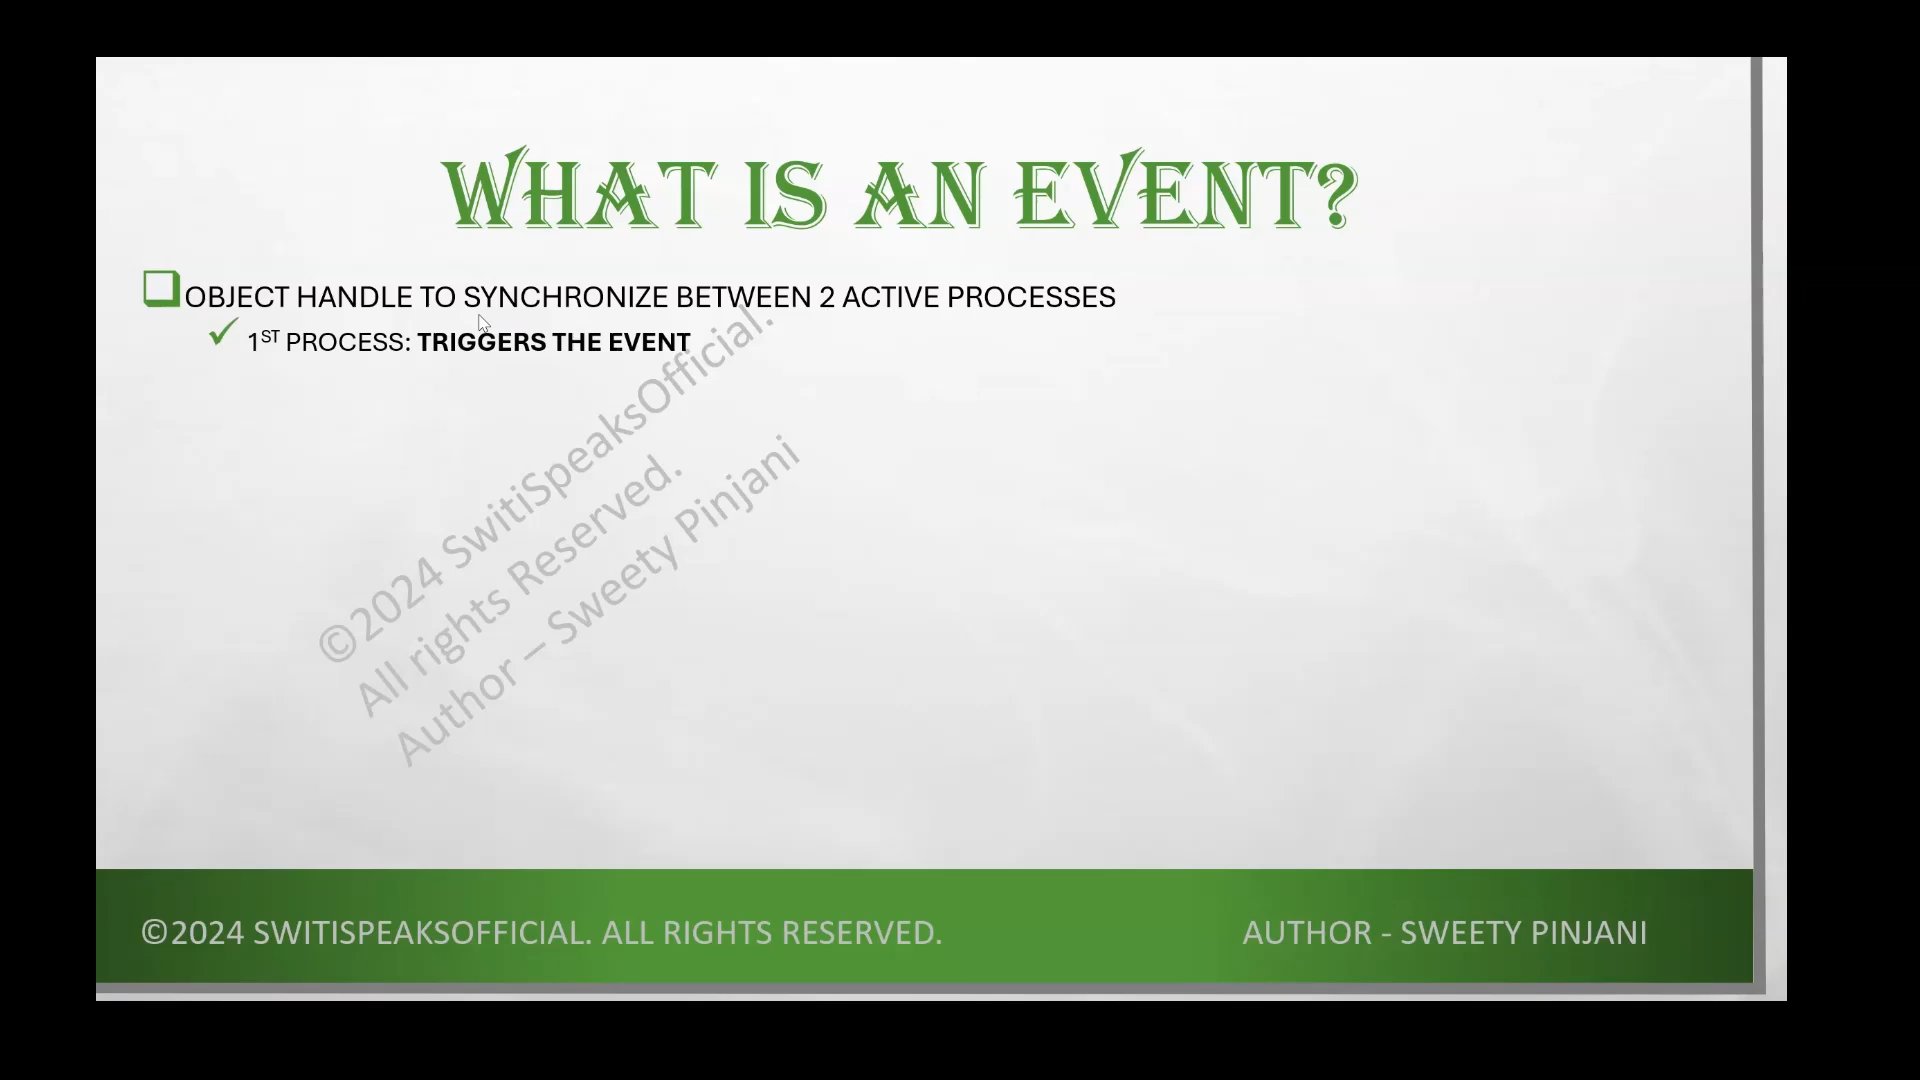 WHAT IS AN EVENT?
OBJECT HANDLE TO SYNCHRONIZE BETWEEN 2 ACTIVE PROCESSES
1ST PROCESS: TRIGGERS THE EVENT
©2024 SwitiSpeaksOfficial.
All rights Reserved.
Author – Sweety Pinjani
©2024 SWITISPEAKSOFFICIAL. ALL RIGHTS RESERVED.
AUTHOR - SWEETY PINJANI